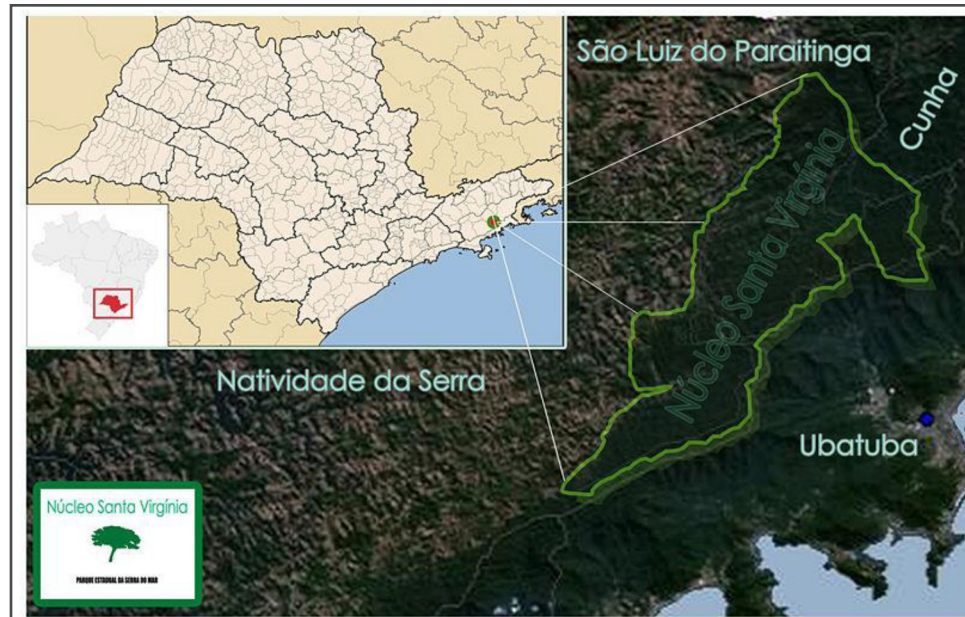 São Luiz do Paraitinga
Cunha
Núcleo Santa Virgínia
Natividade da Serra
Ubatuba
Núcleo Santa Virgínia
PARQUE ESTADUAL DA SERRA DO MAR